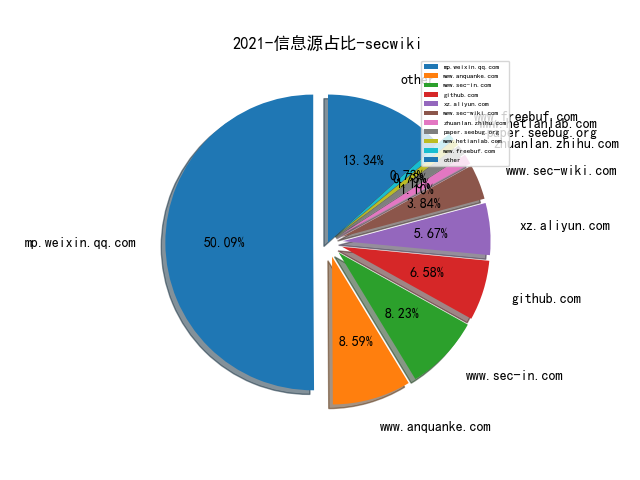 2021-信息源占比-secwiki
other
mp.weixin.qq.com
www.anquanke.com
www.sec-in.com
github.com
xz.aliyun.com
www.sec-wiki.com
zhuanlan.zhihu.com
paper.seebug.org
www.hetianlab.com
www.freebuf.com
other
www.freebuf.com
www.hetianlab.com
paper.seebug.org
zhuanlan.zhihu.com
www.sec-wiki.com
xz.aliyun.com
github.com
www.sec-in.com
www.anquanke.com
mp.weixin.qq.com
13.34%
0.73%
1.10%
3.84%
5.67%
6.58%
8.23%
8.59%
50.09%